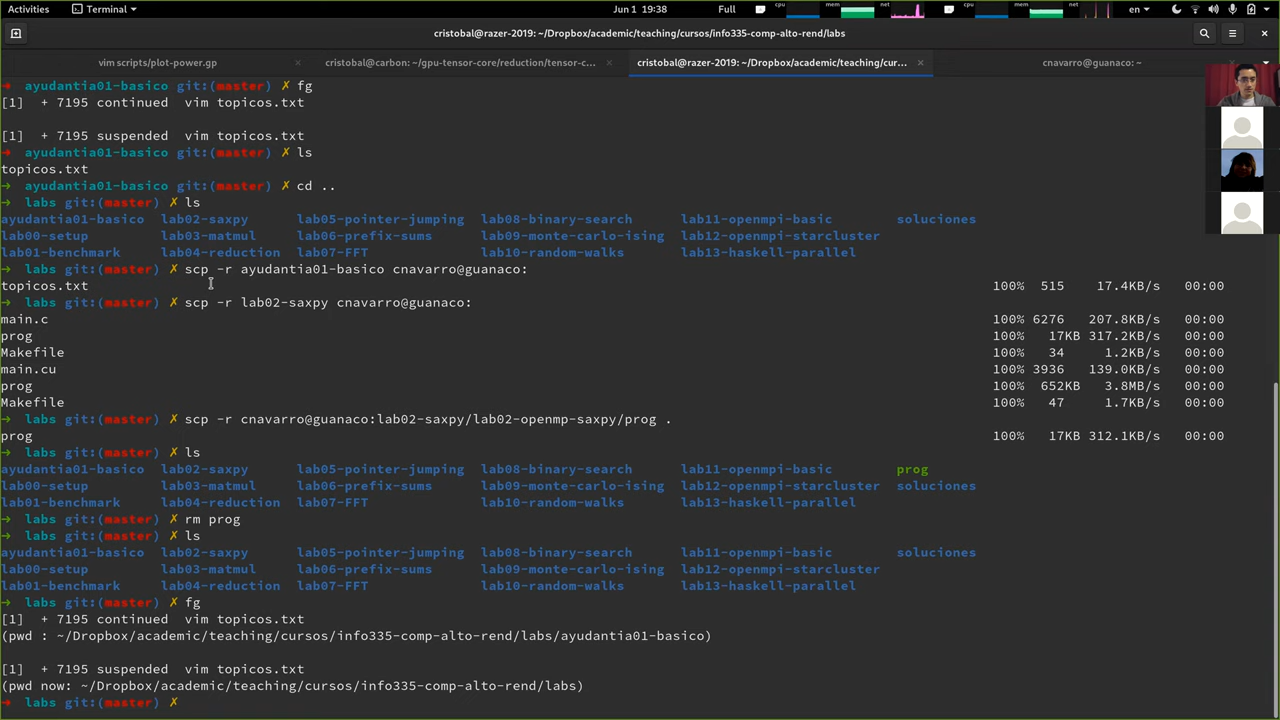 Activities Terminal Jun 1 19:38 Full cpu mem net cpu mem net en
cristobal@razer-2019: ~/Dropbox/academic/teaching/cursos/info335-comp-alto-rend/labs
vim scripts/plot-power.gp × cristobal@carbon: ~/gpu-tensor-core/reduction/tensor-c... × cristobal@razer-2019: ~/Dropbox/academic/teaching/cur... × cnavarro@guanaco: ~
→ ayudantia01-basico git:(master) ✗ fg
[1]  + 7195 continued  vim topicos.txt
[1]  + 7195 suspended  vim topicos.txt
→ ayudantia01-basico git:(master) ✗ ls
topicos.txt
→ ayudantia01-basico git:(master) ✗ cd ..
→ labs git:(master) ✗ ls
ayudantia01-basico lab02-saxpy lab05-pointer-jumping lab08-binary-search lab11-openmpi-basic soluciones
lab00-setup lab03-matmul lab06-prefix-sums lab09-monte-carlo-ising lab12-openmpi-starcluster
lab01-benchmark lab04-reduction lab07-FFT lab10-random-walks lab13-haskell-parallel
→ labs git:(master) ✗ scp -r ayudantia01-basico cnavarro@guanaco:
topicos.txt 100% 515 17.4KB/s 00:00
→ labs git:(master) ✗ scp -r lab02-saxpy cnavarro@guanaco:
main.c 100% 6276 207.8KB/s 00:00
prog 100% 17KB 317.2KB/s 00:00
Makefile 100% 34 1.2KB/s 00:00
main.cu 100% 3936 139.0KB/s 00:00
prog 100% 652KB 3.8MB/s 00:00
Makefile 100% 47 1.7KB/s 00:00
→ labs git:(master) ✗ scp -r cnavarro@guanaco:lab02-saxpy/lab02-openmp-saxpy/prog .
prog 100% 17KB 312.1KB/s 00:00
→ labs git:(master) ✗ ls
ayudantia01-basico lab02-saxpy lab05-pointer-jumping lab08-binary-search lab11-openmpi-basic prog
lab00-setup lab03-matmul lab06-prefix-sums lab09-monte-carlo-ising lab12-openmpi-starcluster soluciones
lab01-benchmark lab04-reduction lab07-FFT lab10-random-walks lab13-haskell-parallel
→ labs git:(master) ✗ rm prog
→ labs git:(master) ✗ ls
ayudantia01-basico lab02-saxpy lab05-pointer-jumping lab08-binary-search lab11-openmpi-basic soluciones
lab00-setup lab03-matmul lab06-prefix-sums lab09-monte-carlo-ising lab12-openmpi-starcluster
lab01-benchmark lab04-reduction lab07-FFT lab10-random-walks lab13-haskell-parallel
→ labs git:(master) ✗ fg
[1]  + 7195 continued  vim topicos.txt
(pwd : ~/Dropbox/academic/teaching/cursos/info335-comp-alto-rend/labs/ayudantia01-basico)
[1]  + 7195 suspended  vim topicos.txt
(pwd now: ~/Dropbox/academic/teaching/cursos/info335-comp-alto-rend/labs)
→ labs git:(master) ✗